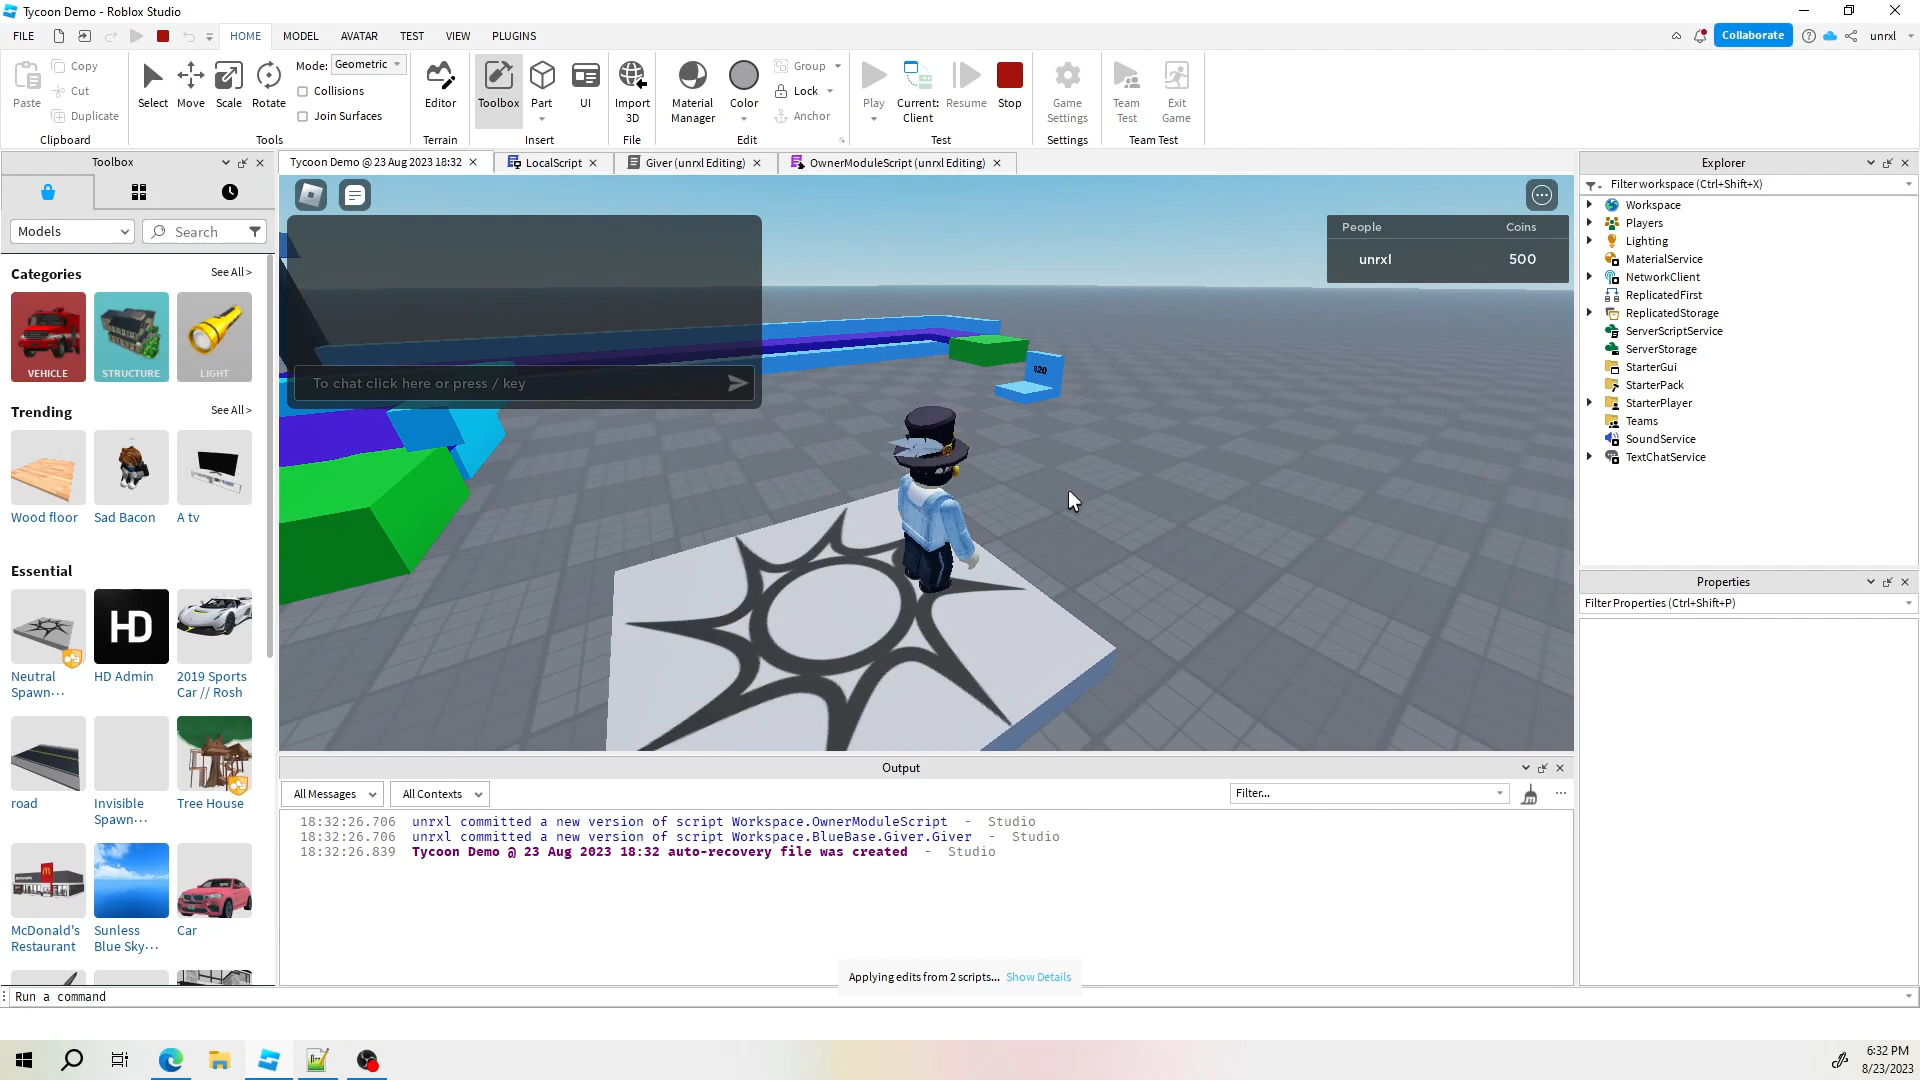 Tycoon Demo - Roblox Studio
FILE
HOME
MODEL
AVATAR
TEST
VIEW
PLUGINS
Collaborate
unrxl
Paste
Copy
Cut
Duplicate
Clipboard
Select
Move
Scale
Rotate
Mode:
Geometric
Collisions
Join Surfaces
Tools
Editor
Terrain
Toolbox
Part
UI
Insert
Import
3D
File
Material
Manager
Color
Group
Lock
Anchor
Edit
Play
Current:
Client
Resume
Stop
Test
Game
Settings
Settings
Team
Test
Exit
Game
Team Test
Toolbox
Tycoon Demo @ 23 Aug 2023 18:32
LocalScript
Giver (unrxl Editing)
OwnerModuleScript (unrxl Editing)
Explorer
Models
Search
Categories
See All >
VEHICLE
STRUCTURE
LIGHT
Trending
See All >
Wood floor
Sad Bacon
A tv
Essential
HD
Neutral
Spawn...
HD Admin
2019 Sports
Car // Rosh
road
Invisible
Spawn...
Tree House
McDonald's
Restaurant
Sunless
Blue Sky...
Car
To chat click here or press / key
People
Coins
unrxl
500
$20
Filter workspace (Ctrl+Shift+X)
Workspace
Players
Lighting
MaterialService
NetworkClient
ReplicatedFirst
ReplicatedStorage
ServerScriptService
ServerStorage
StarterGui
StarterPack
StarterPlayer
Teams
SoundService
TextChatService
Properties
Filter Properties (Ctrl+Shift+P)
Output
All Messages
All Contexts
Filter...
18:32:26.706 unrxl committed a new version of script Workspace.OwnerModuleScript - Studio
18:32:26.706 unrxl committed a new version of script Workspace.BlueBase.Giver.Giver - Studio
18:32:26.839 Tycoon Demo @ 23 Aug 2023 18:32 auto-recovery file was created - Studio
Applying edits from 2 scripts... Show Details
Run a command
6:32 PM
8/23/2023